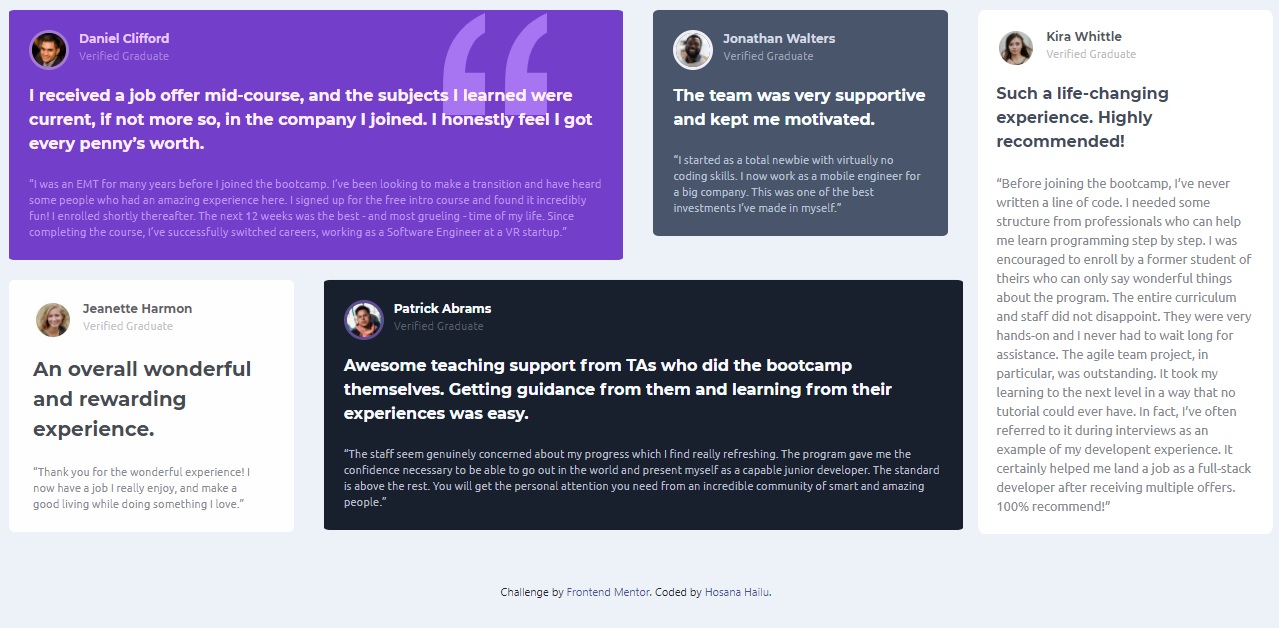 Daniel Clifford
Verified Graduate
I received a job offer mid-course, and the subjects I learned were
current, if not more so, in the company I joined. I honestly feel I got
every penny’s worth.
“I was an EMT for many years before I joined the bootcamp. I’ve been looking to make a transition and have heard
some people who had an amazing experience here. I signed up for the free intro course and found it incredibly
fun! I enrolled shortly thereafter. The next 12 weeks was the best - and most grueling - time of my life. Since
completing the course, I’ve successfully switched careers, working as a Software Engineer at a VR startup.”
Jonathan Walters
Verified Graduate
The team was very supportive
and kept me motivated.
“I started as a total newbie with virtually no
coding skills. I now work as a mobile engineer for
a big company. This was one of the best
investments I’ve made in myself.”
Kira Whittle
Verified Graduate
Such a life-changing
experience. Highly
recommended!
“Before joining the bootcamp, I’ve never
written a line of code. I needed some
structure from professionals who can help
me learn programming step by step. I was
encouraged to enroll by a former student of
theirs who can only say wonderful things
about the program. The entire curriculum
and staff did not disappoint. They were very
hands-on and I never had to wait long for
assistance. The agile team project, in
particular, was outstanding. It took my
learning to the next level in a way that no
tutorial could ever have. In fact, I’ve often
referred to it during interviews as an
example of my developent experience. It
certainly helped me land a job as a full-stack
developer after receiving multiple offers.
100% recommend!”
Jeanette Harmon
Verified Graduate
An overall wonderful
and rewarding
experience.
“Thank you for the wonderful experience! I
now have a job I really enjoy, and make a
good living while doing something I love.”
Patrick Abrams
Verified Graduate
Awesome teaching support from TAs who did the bootcamp
themselves. Getting guidance from them and learning from their
experiences was easy.
“The staff seem genuinely concerned about my progress which I find really refreshing. The program gave me the
confidence necessary to be able to go out in the world and present myself as a capable junior developer. The standard
is above the rest. You will get the personal attention you need from an incredible community of smart and amazing
people.”
Challenge by Frontend Mentor. Coded by Hosana Hailu.